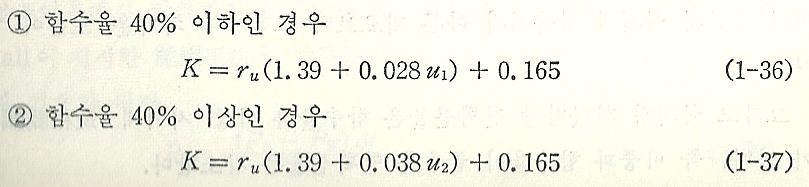 ① 함수율 40% 이하인 경우
K = r_u(1.39 + 0.028 u_1) + 0.165 (1-36)
② 함수율 40% 이상인 경우
K = r_u(1.39 + 0.038 u_2) + 0.165 (1-37)